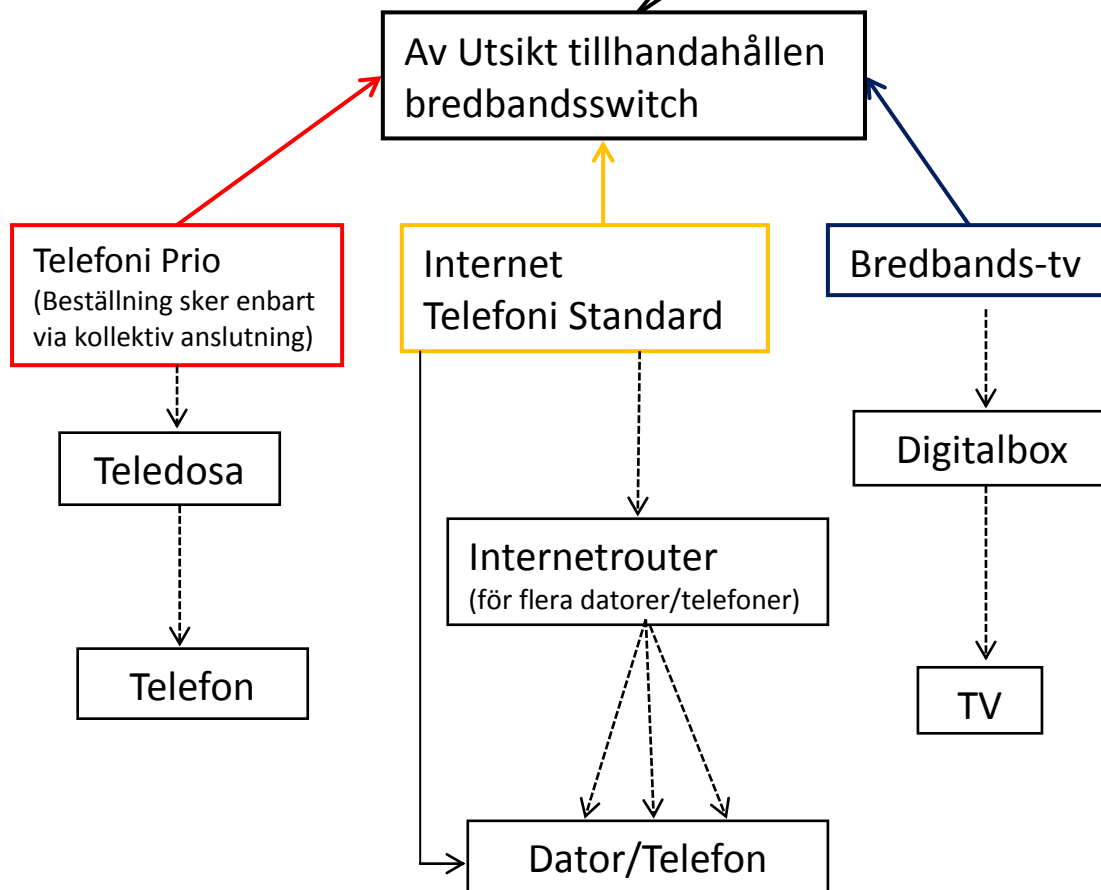 Av Utsikt tillhandahållen
bredbandsswitch
Telefoni Prio
(Beställning sker enbart
via kollektiv anslutning)
Internet
Telefoni Standard
Bredbands-tv
Teledosa
Digitalbox
Internetrouter
(för flera datorer/telefoner)
Telefon
TV
Dator/Telefon